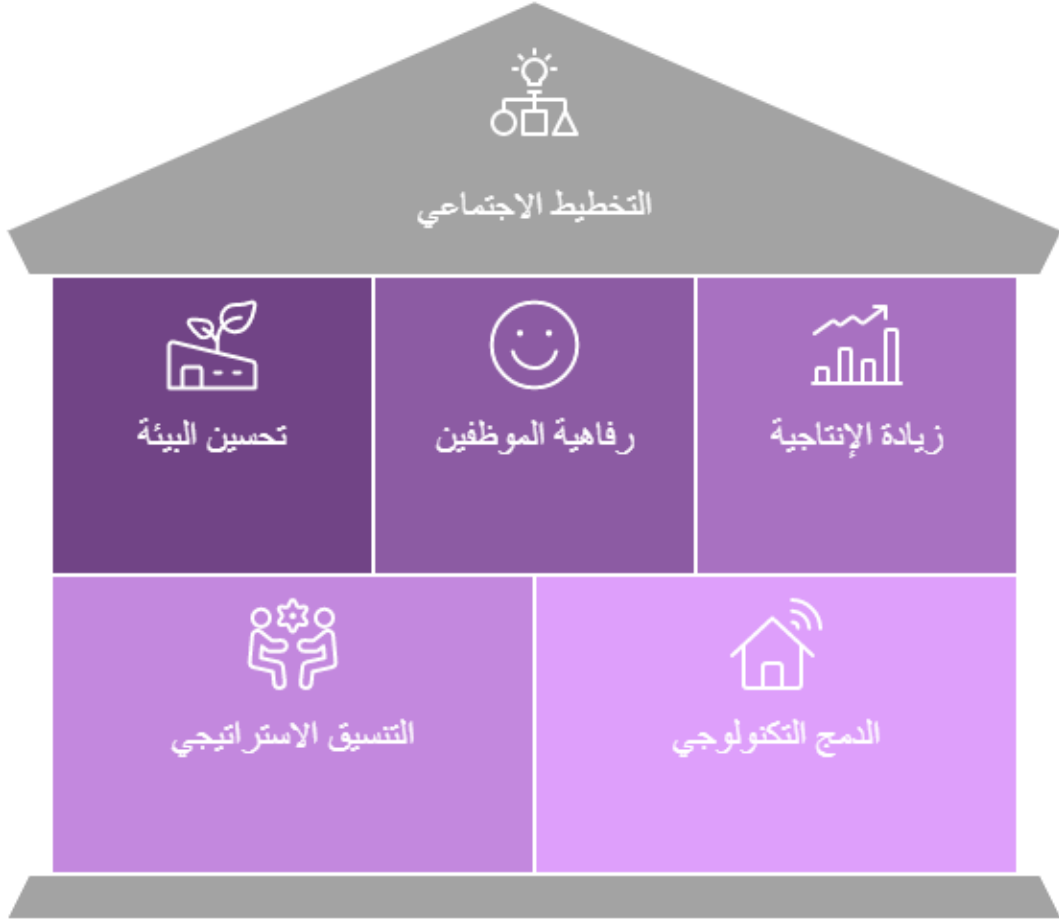 التخطيط الاجتماعي
زيادة الإنتاجية
رفاهية الموظفين
تحسين البيئة
الدمج التكنولوجي
التنسيق الاستراتيجي